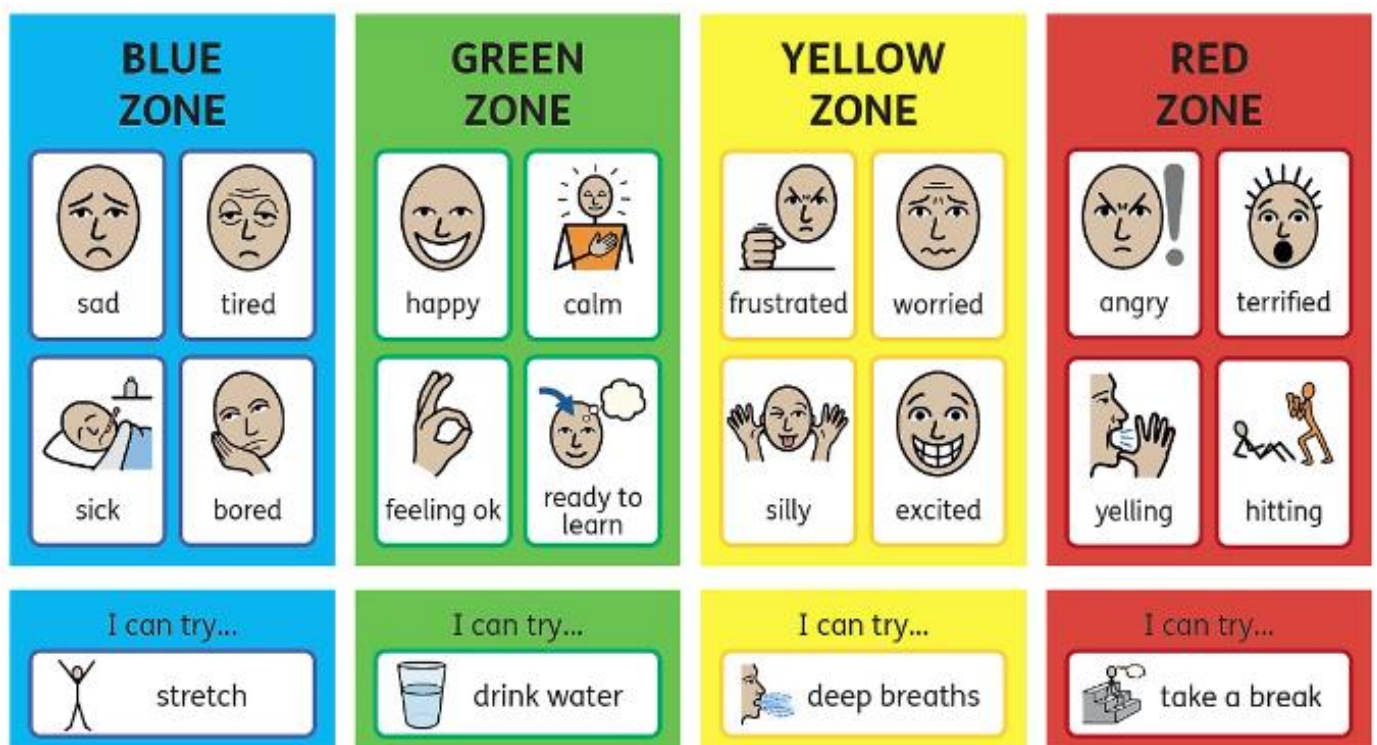 BLUE
ZONE
sad
tired
sick
bored
I can try...
stretch
GREEN
ZONE
happy
calm
feeling ok
ready to
learn
I can try...
drink water
YELLOW
ZONE
frustrated
worried
silly
excited
I can try...
deep breaths
RED
ZONE
angry
terrified
yelling
hitting
I can try...
take a break